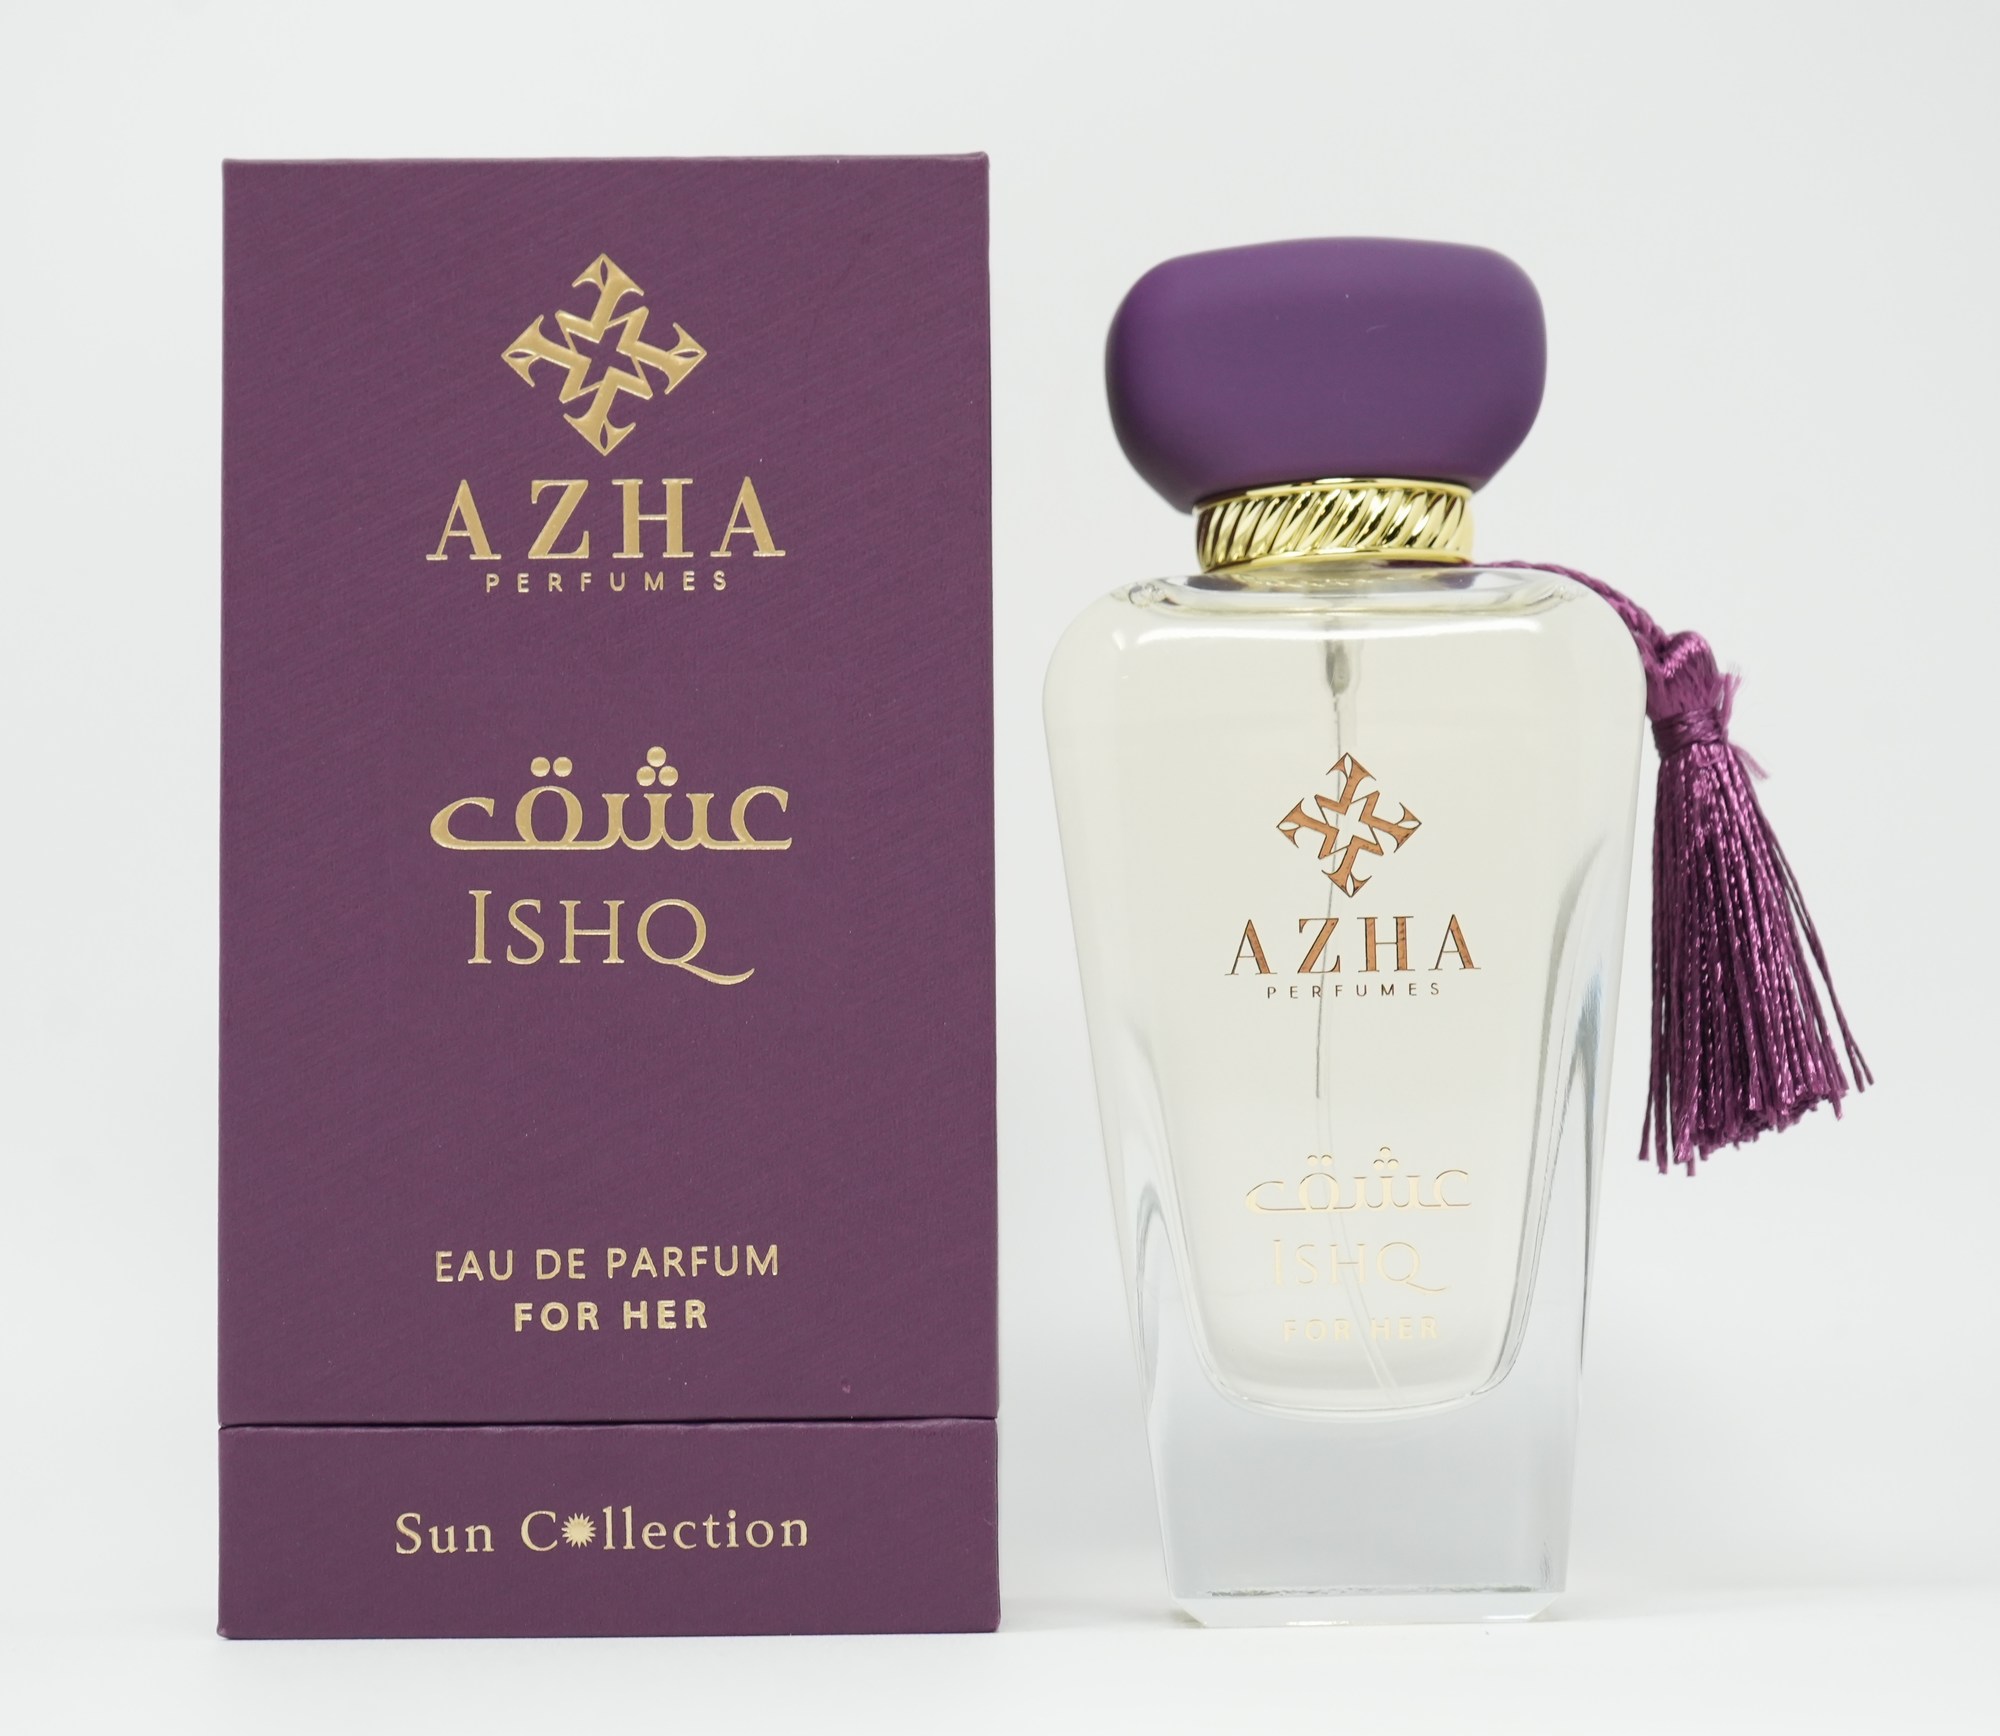 AZHA
PERFUMES
عشق
ISHQ
EAU DE PARFUM
FOR HER
Sun Collection
AZHA
PERFUMES
عشق
ISHQ
FOR HER